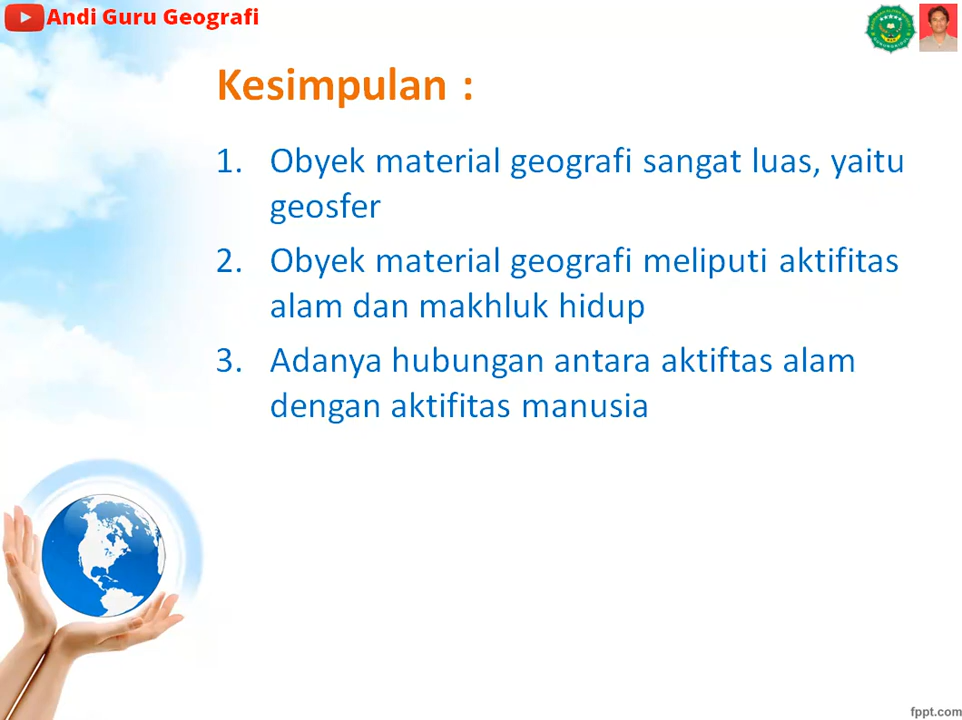 Andi Guru Geografi
Kesimpulan :
1. Obyek material geografi sangat luas, yaitu
geosfer
2. Obyek material geografi meliputi aktifitas
alam dan makhluk hidup
3. Adanya hubungan antara aktiftas alam
dengan aktifitas manusia
fppt.com